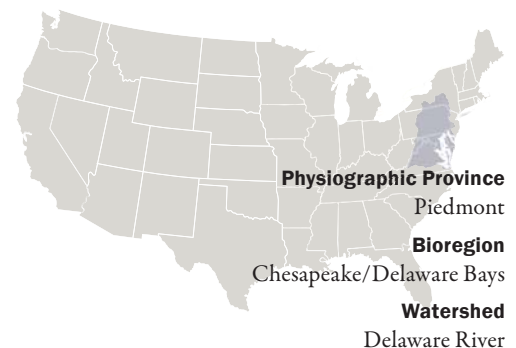 Physiographic Province
Piedmont
Bioregion
Chesapeake/Delaware Bays
Watershed
Delaware River